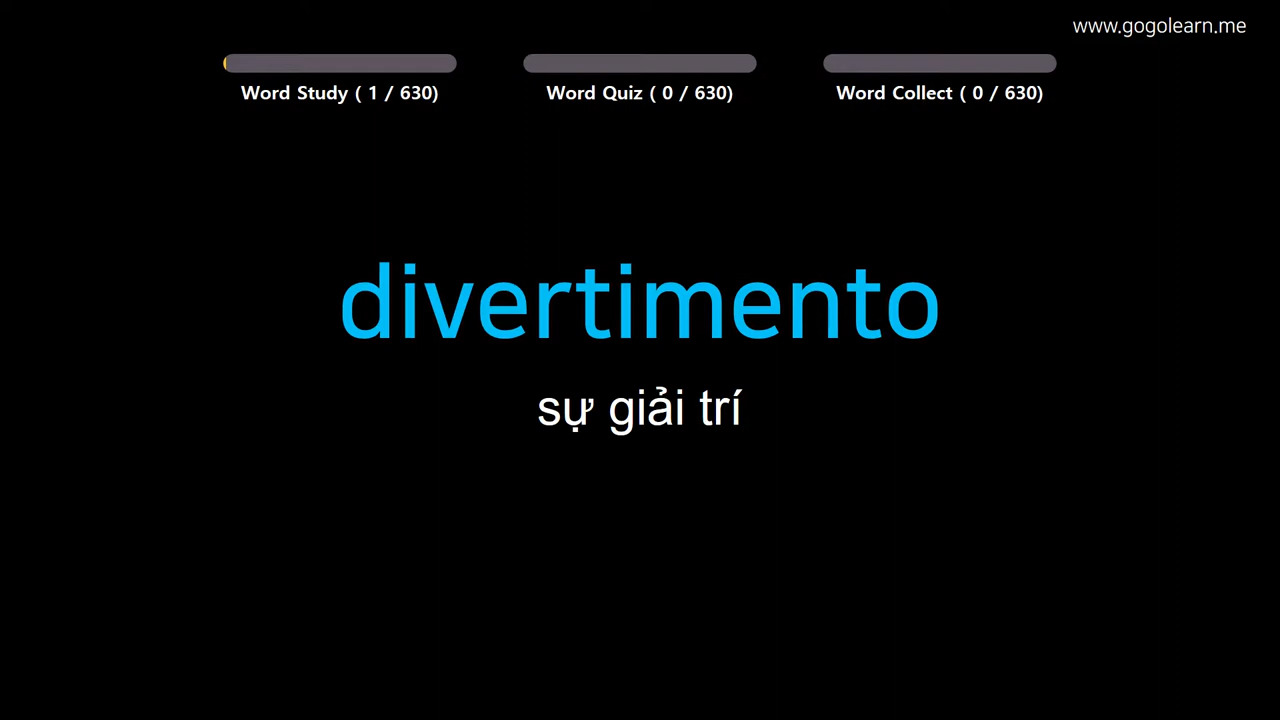 www.gogolearn.me
Word Study ( 1 / 630)
Word Quiz ( 0 / 630)
Word Collect ( 0 / 630)
divertimento
sự giải trí